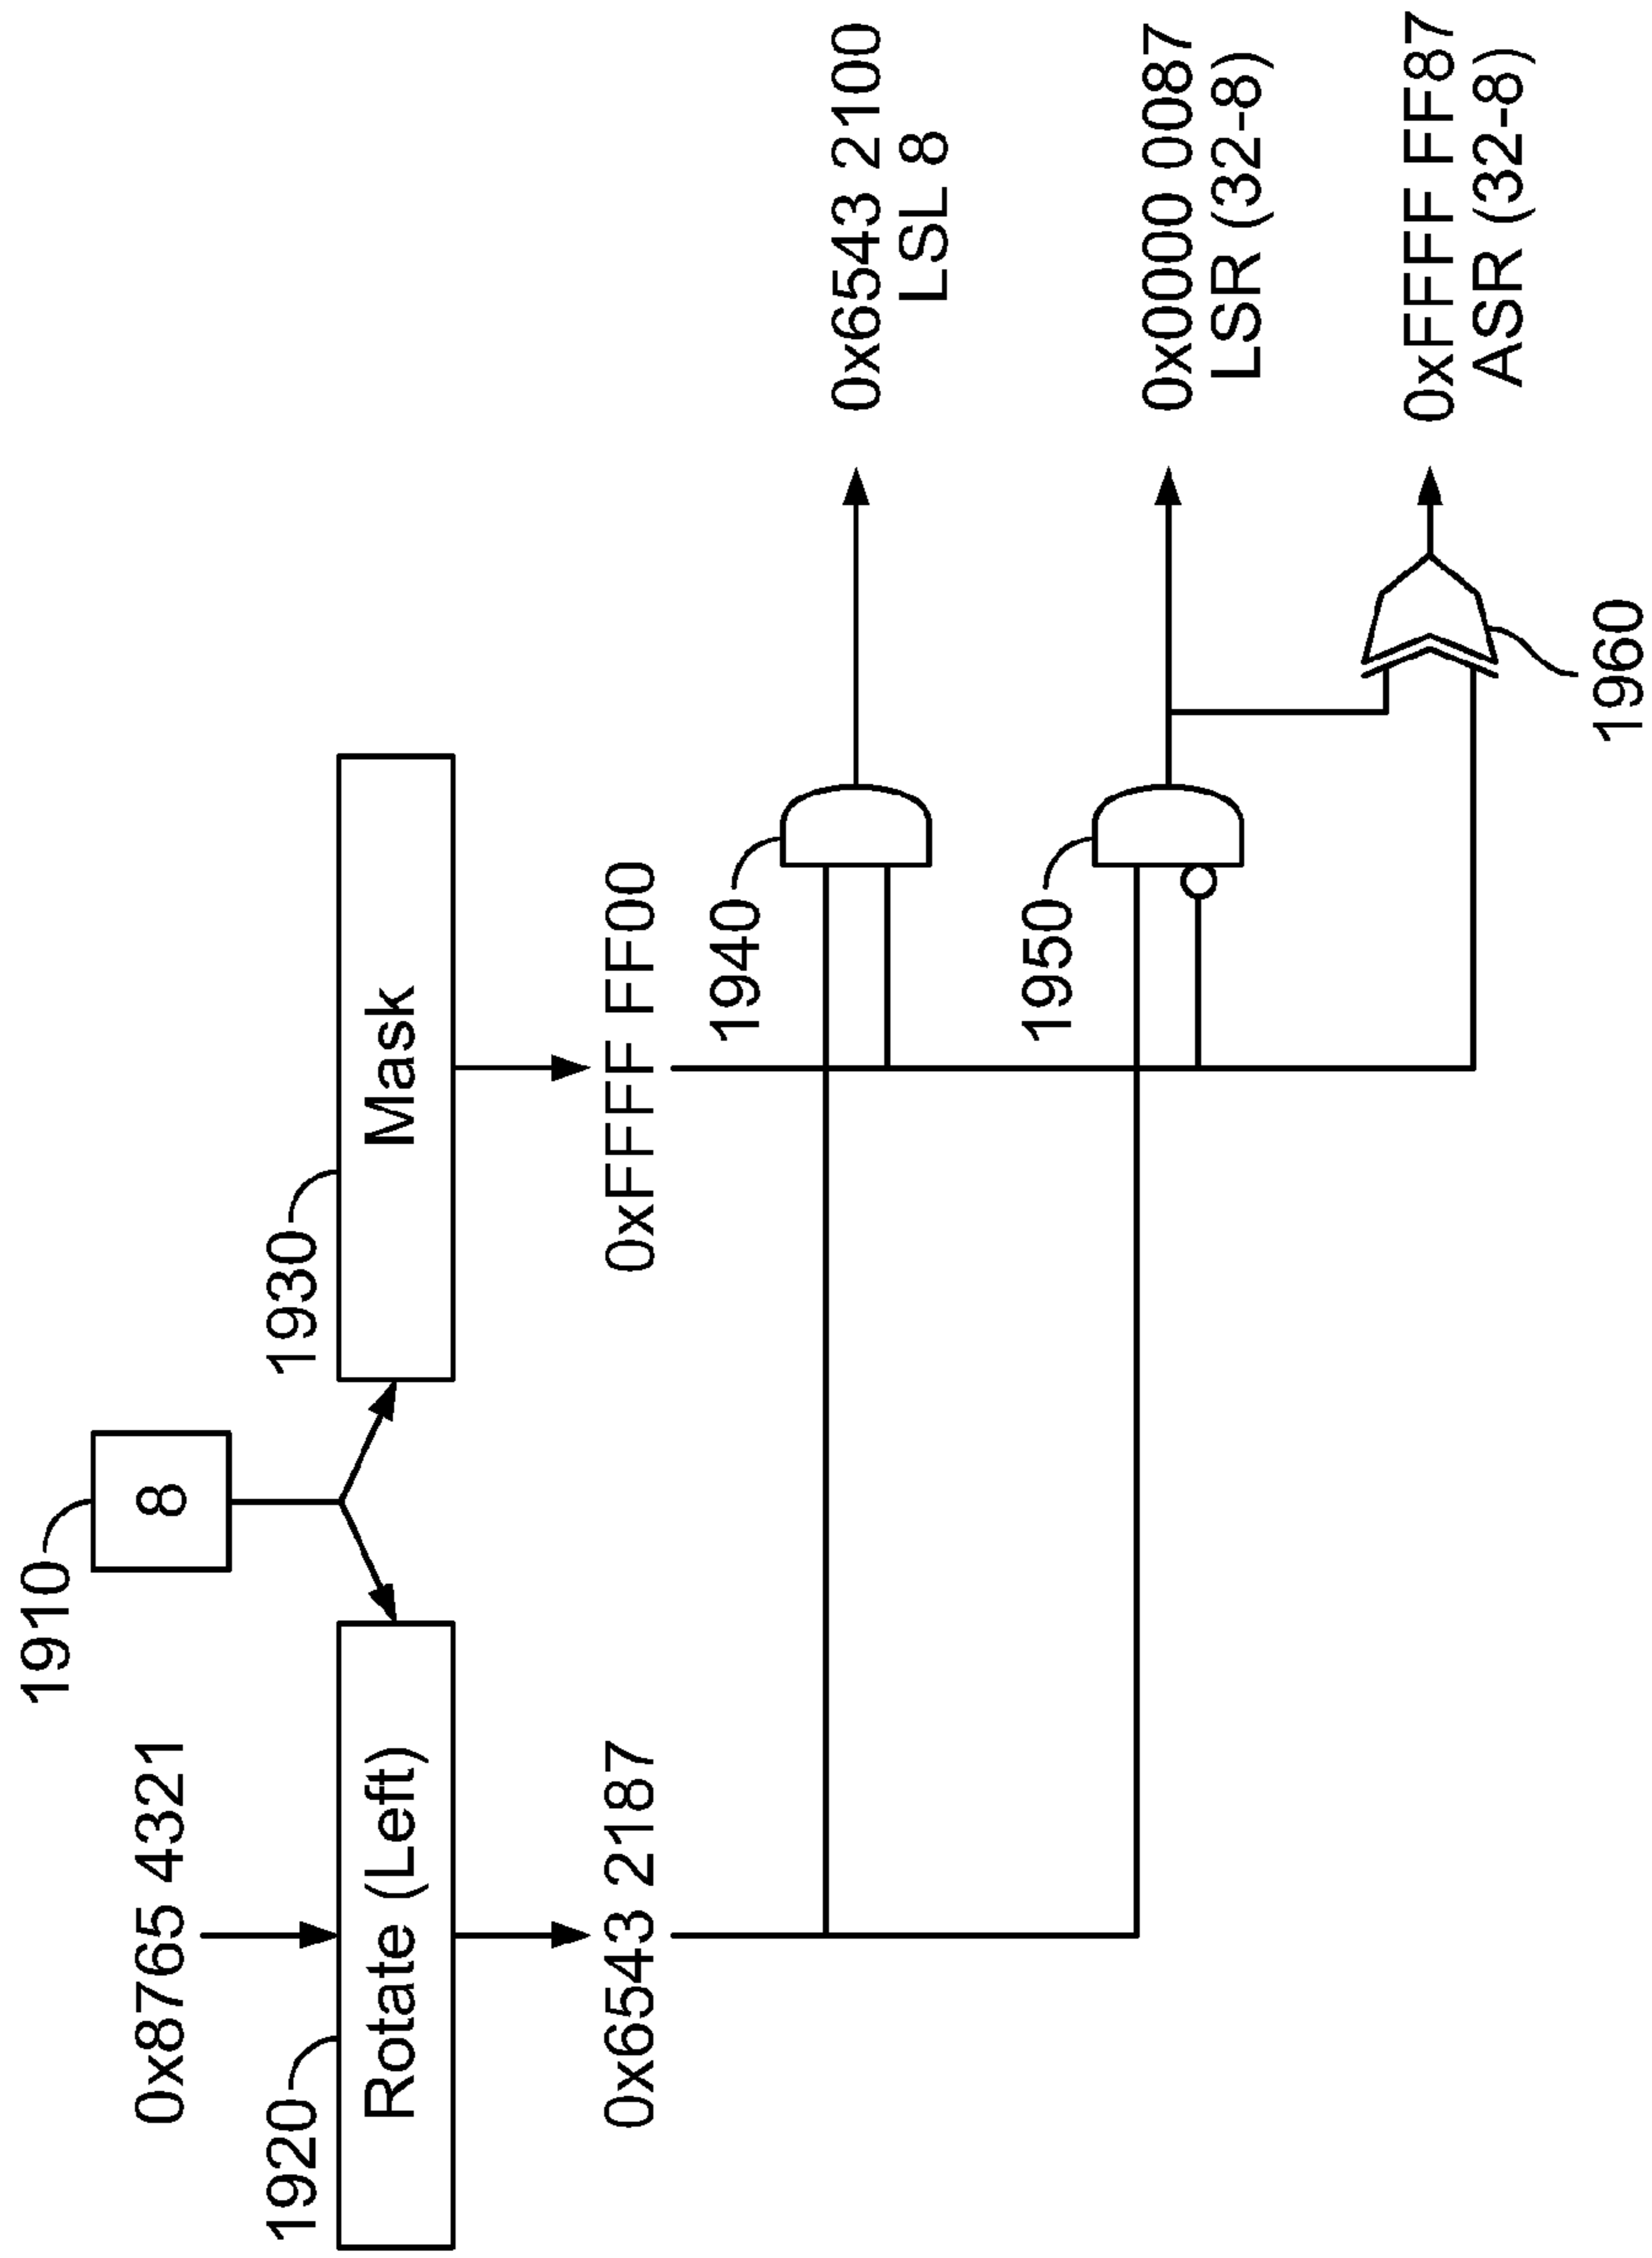 1910
0x8765 4321
8
1920
1930
Rotate (Left)
Mask
0x6543 2187
0xFFFF FF00
1940
0x6543 2100
LSL 8
1950
0x0000 0087
LSR (32-8)
0xFFFF FF87
ASR (32-8)
1960